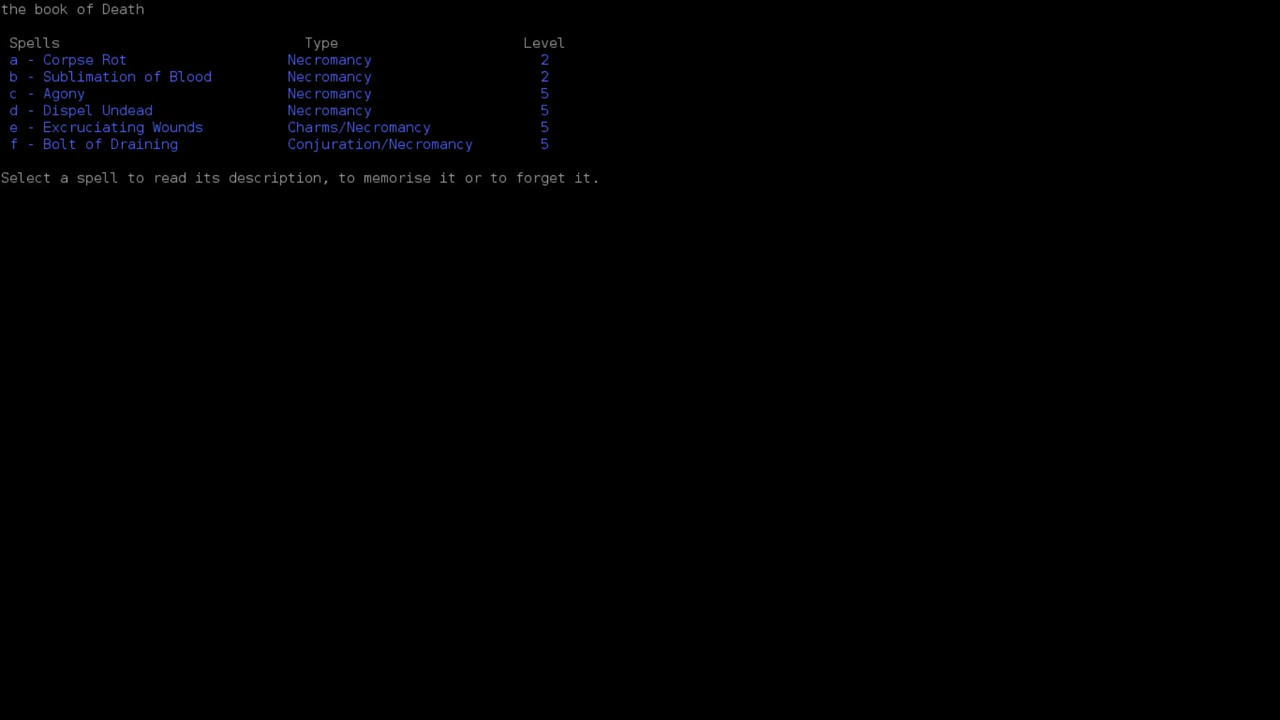 the book of Death
Spells Type Level
a - Corpse Rot Necromancy 2
b - Sublimation of Blood Necromancy 2
c - Agony Necromancy 5
d - Dispel Undead Necromancy 5
e - Excruciating Wounds Charms/Necromancy 5
f - Bolt of Draining Conjuration/Necromancy 5
Select a spell to read its description, to memorise it or to forget it.